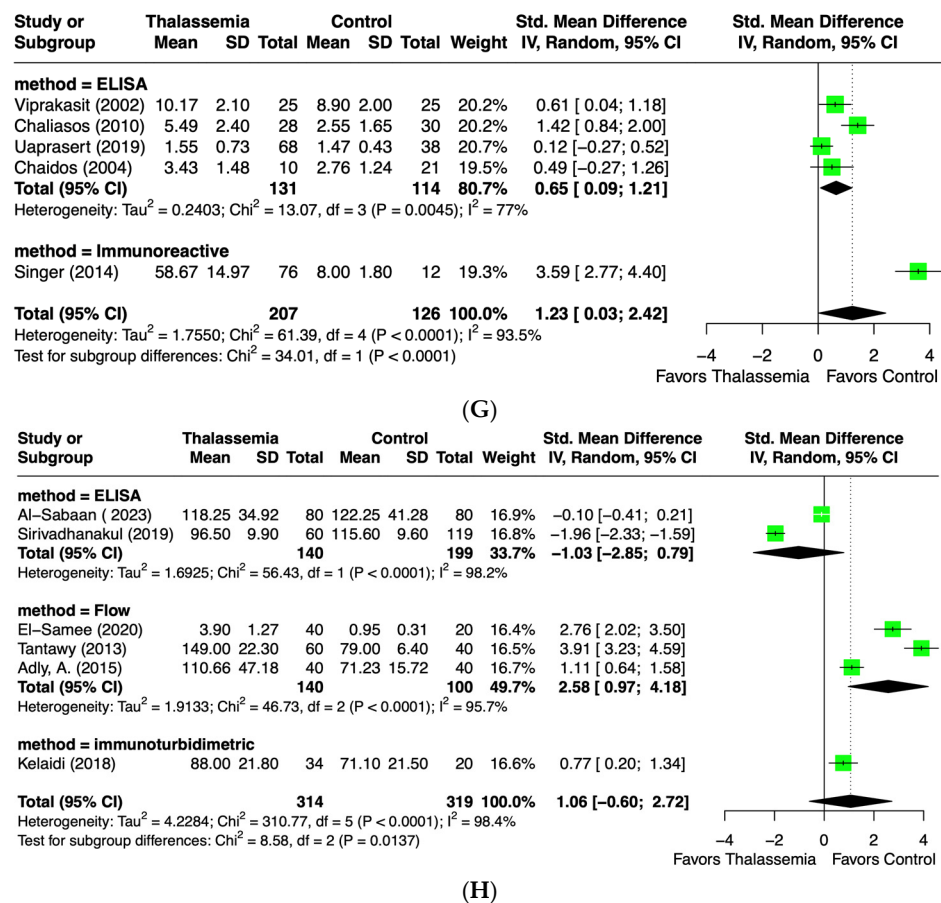 Study or Thalassemia Control Std. Mean Difference Std. Mean Difference
Subgroup Mean SD Total Mean SD Total Weight IV, Random, 95% CI IV, Random, 95% CI
method = ELISA
Viprakasit (2002) 10.17 2.10 25 8.90 2.00 25 20.2% 0.61 [ 0.04; 1.18]
Chaliasos (2010) 5.49 2.40 28 2.55 1.65 30 20.2% 1.42 [ 0.84; 2.00]
Uaprasert (2019) 1.55 0.73 68 1.47 0.43 38 20.7% 0.12 [−0.27; 0.52]
Chaidos (2004) 3.43 1.48 10 2.76 1.24 21 19.5% 0.49 [−0.27; 1.26]
Total (95% CI) 131 114 80.7% 0.65 [ 0.09; 1.21]
Heterogeneity: Tau² = 0.2403; Chi² = 13.07, df = 3 (P = 0.0045); I² = 77%
method = Immunoreactive
Singer (2014) 58.67 14.97 76 8.00 1.80 12 19.3% 3.59 [ 2.77; 4.40]
Total (95% CI) 207 126 100.0% 1.23 [ 0.03; 2.42]
Heterogeneity: Tau² = 1.7550; Chi² = 61.39, df = 4 (P < 0.0001); I² = 93.5%
Test for subgroup differences: Chi² = 34.01, df = 1 (P < 0.0001)
−4 −2 0 2 4
Favors Thalassemia Favors Control
(G)
Study or Thalassemia Control Std. Mean Difference Std. Mean Difference
Subgroup Mean SD Total Mean SD Total Weight IV, Random, 95% CI IV, Random, 95% CI
method = ELISA
Al−Sabaan ( 2023) 118.25 34.92 80 122.25 41.28 80 16.9% −0.10 [−0.41; 0.21]
Sirivadhanakul (2019) 96.50 9.90 60 115.60 9.60 119 16.8% −1.96 [−2.33; −1.59]
Total (95% CI) 140 199 33.7% −1.03 [−2.85; 0.79]
Heterogeneity: Tau² = 1.6925; Chi² = 56.43, df = 1 (P < 0.0001); I² = 98.2%
method = Flow
El−Samee (2020) 3.90 1.27 40 0.95 0.31 20 16.4% 2.76 [ 2.02; 3.50]
Tantawy (2013) 149.00 22.30 60 79.00 6.40 40 16.5% 3.91 [ 3.23; 4.59]
Adly, A. (2015) 110.66 47.18 40 71.23 15.72 40 16.7% 1.11 [ 0.64; 1.58]
Total (95% CI) 140 100 49.7% 2.58 [ 0.97; 4.18]
Heterogeneity: Tau² = 1.9133; Chi² = 46.73, df = 2 (P < 0.0001); I² = 95.7%
method = immunoturbidimetric
Kelaidi (2018) 88.00 21.80 34 71.10 21.50 20 16.6% 0.77 [ 0.20; 1.34]
Total (95% CI) 314 319 100.0% 1.06 [−0.60; 2.72]
Heterogeneity: Tau² = 4.2284; Chi² = 310.77, df = 5 (P < 0.0001); I² = 98.4%
Test for subgroup differences: Chi² = 8.58, df = 2 (P = 0.0137)
−4 −2 0 2 4
Favors Thalassemia Favors Control
(H)